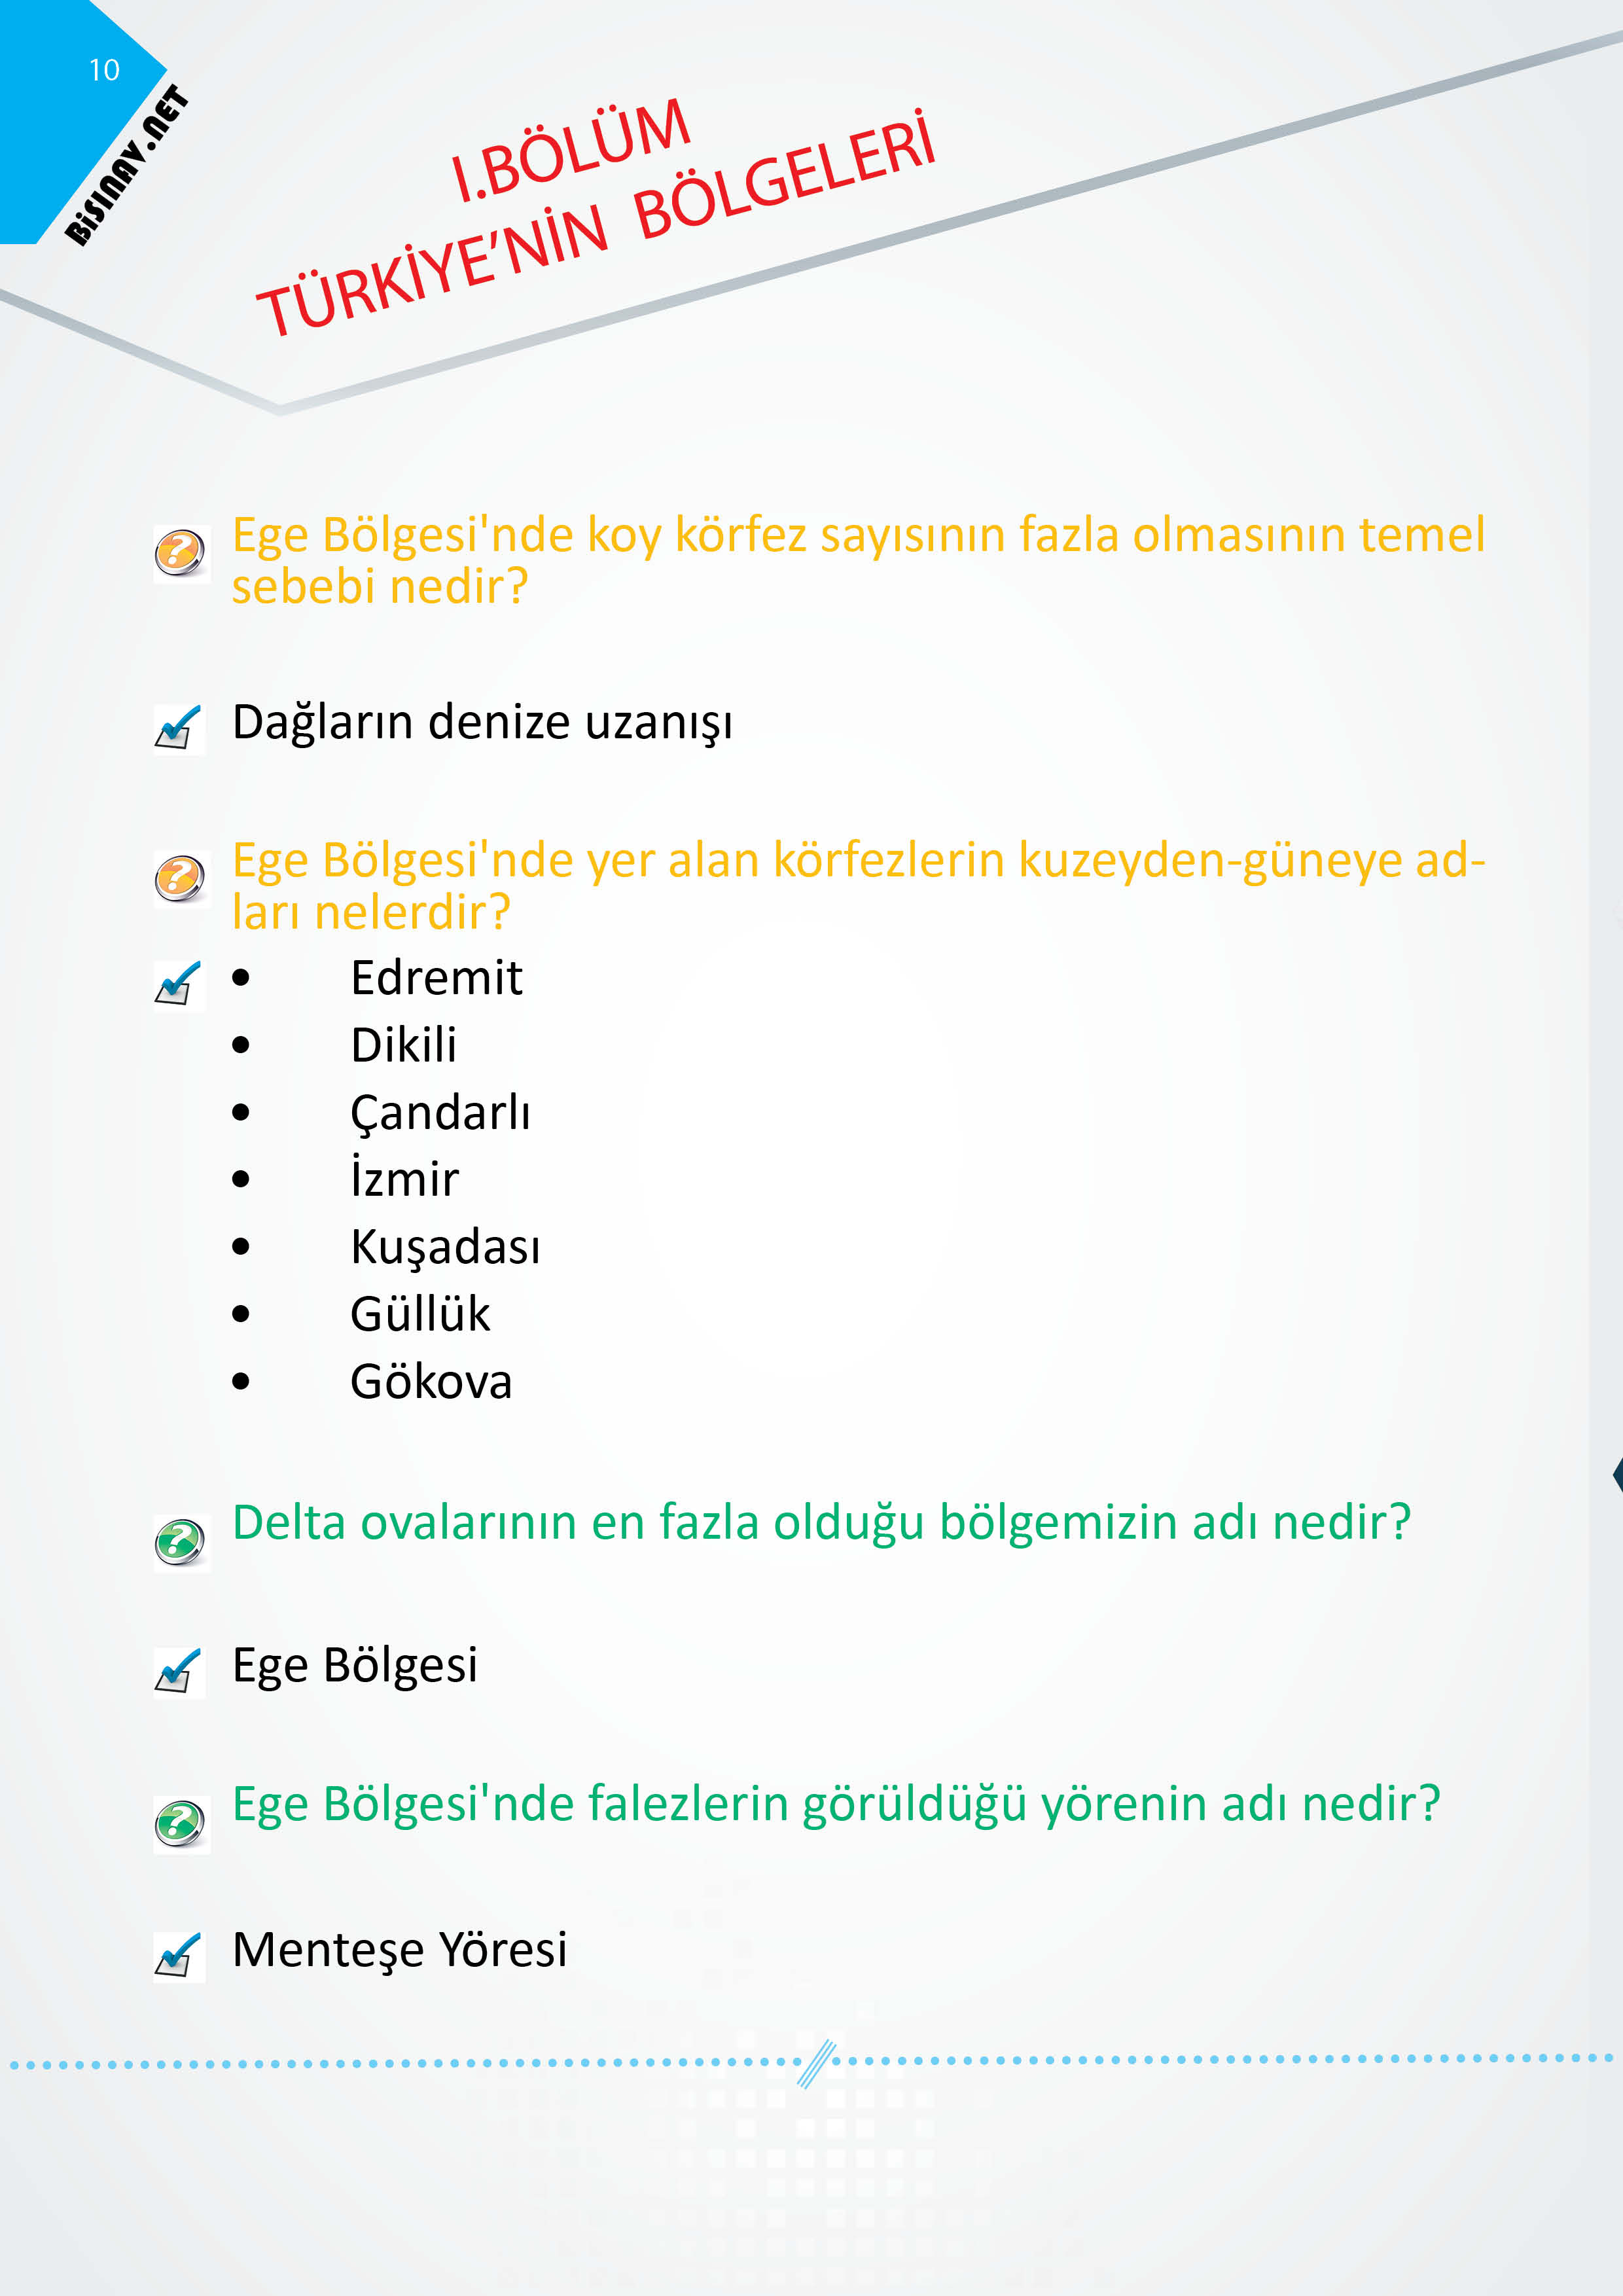 10
BiSINAV.NET
I.BÖLÜM
TÜRKİYE’NİN BÖLGELERİ
Ege Bölgesi'nde koy körfez sayısının fazla olmasının temel
sebebi nedir?
Dağların denize uzanışı
Ege Bölgesi'nde yer alan körfezlerin kuzeyden-güneye ad-
ları nelerdir?
• Edremit
• Dikili
• Çandarlı
• İzmir
• Kuşadası
• Güllük
• Gökova
Delta ovalarının en fazla olduğu bölgemizin adı nedir?
Ege Bölgesi
Ege Bölgesi'nde falezlerin görüldüğü yörenin adı nedir?
Menteşe Yöresi